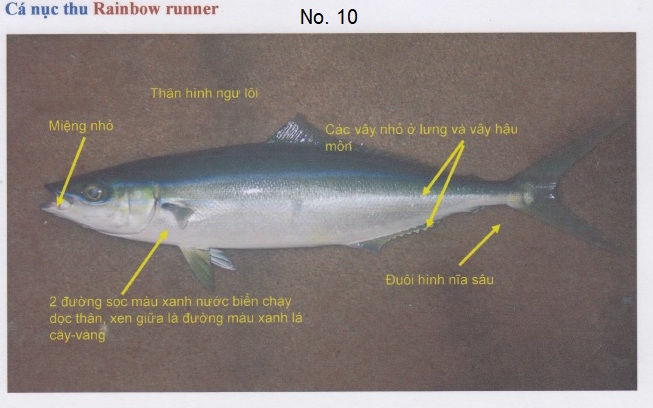 Cá nục thu Rainbow runner
No. 10
Thân hình ngư lôi
Miệng nhỏ
Các vây nhỏ ở lưng và vây hậu
môn
Đuôi hình nĩa sâu
2 đường sọc màu xanh nước biển chạy
dọc thân, xen giữa là đường màu xanh lá
cây-vàng